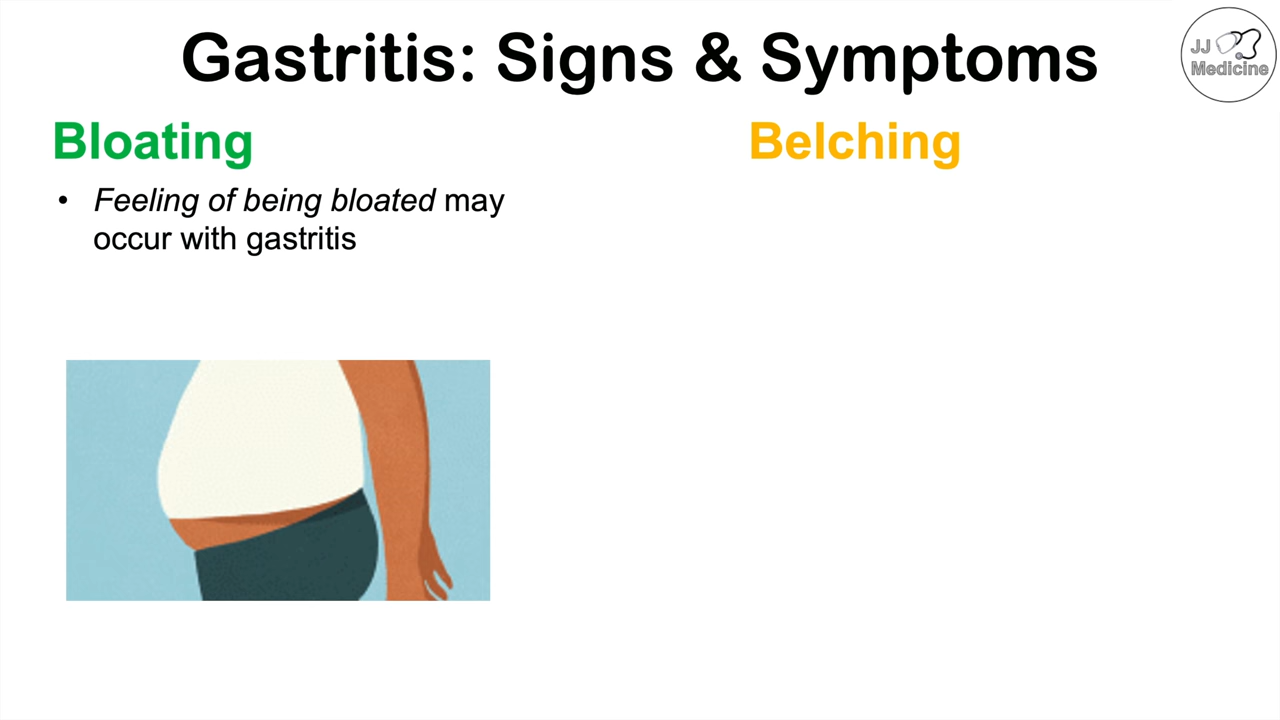 Gastritis: Signs & Symptoms
JJ
Medicine
Bloating
Belching
• Feeling of being bloated may
occur with gastritis